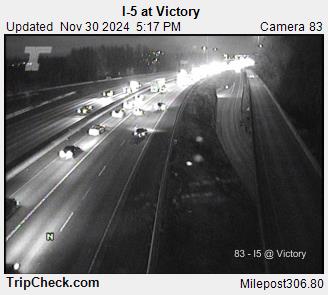 I-5 at Victory
Updated Nov 30 2024 5:17 PM Camera 83
T
N
83 - I5 @ Victory
TripCheck.com Milepost306.80